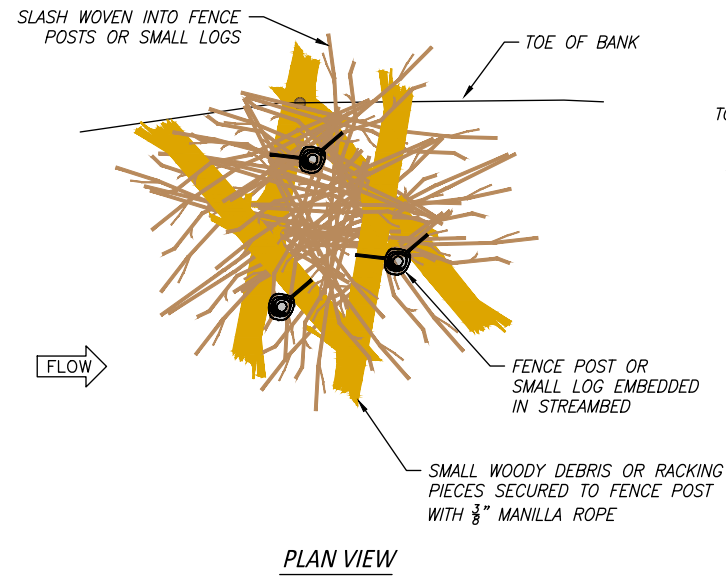 SLASH WOVEN INTO FENCE
POSTS OR SMALL LOGS
TOE OF BANK
TO
FLOW
FENCE POST OR
SMALL LOG EMBEDDED
IN STREAMBED
SMALL WOODY DEBRIS OR RACKING
PIECES SECURED TO FENCE POST
WITH 3/8" MANILLA ROPE
PLAN VIEW